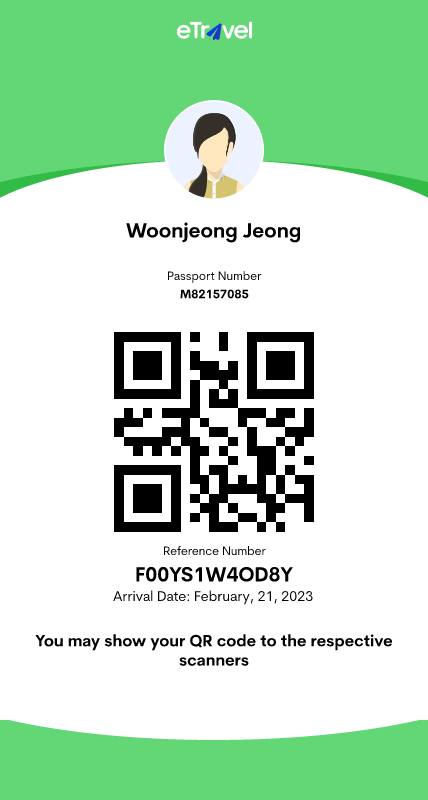 eTravel
Woonjeong Jeong
Passport Number
M82157085
Reference Number
F00YS1W4OD8Y
Arrival Date: February, 21, 2023
You may show your QR code to the respective
scanners